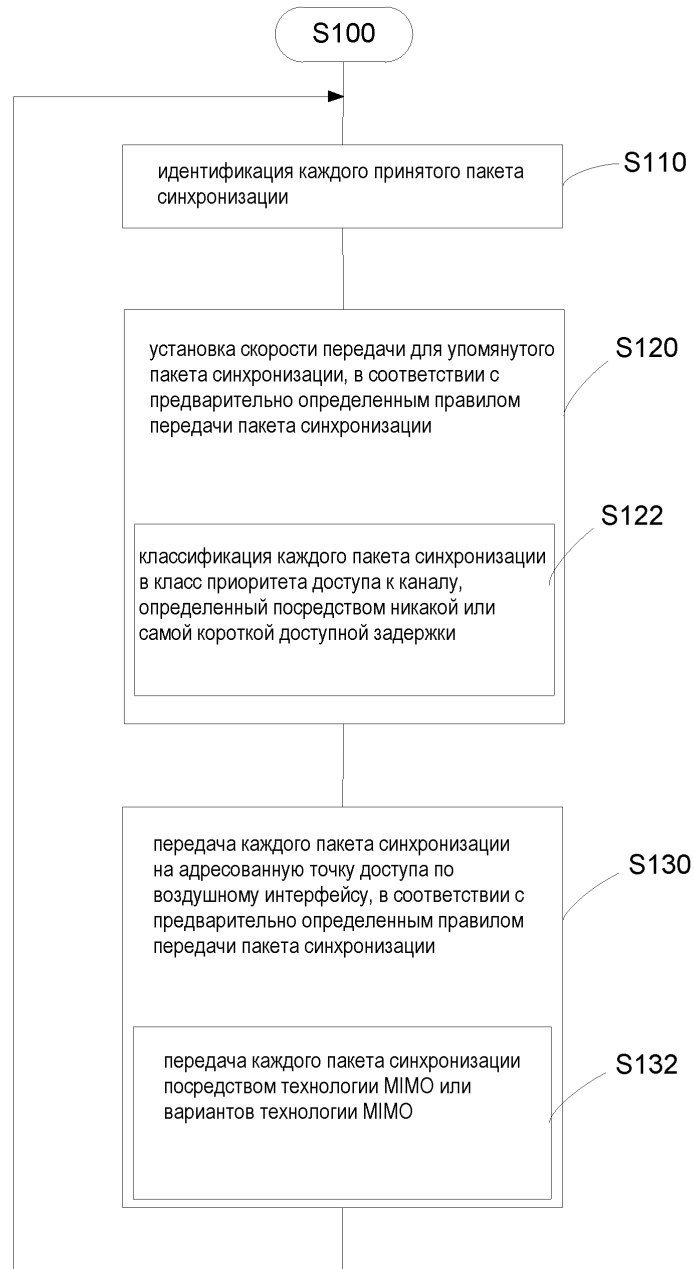 S100
идентификация каждого принятого пакета
синхронизации
S110
установка скорости передачи для упомянутого
пакета синхронизации, в соответствии с
предварительно определенным правилом
передачи пакета синхронизации
S120
S122
классификация каждого пакета синхронизации
в класс приоритета доступа к каналу,
определенный посредством никакой или
самой короткой доступной задержки
передача каждого пакета синхронизации
на адресованную точку доступа по
воздушному интерфейсу, в соответствии с
предварительно определенным правилом
передачи пакета синхронизации
S130
передача каждого пакета синхронизации
посредством технологии MIMO или
вариантов технологии MIMO
S132